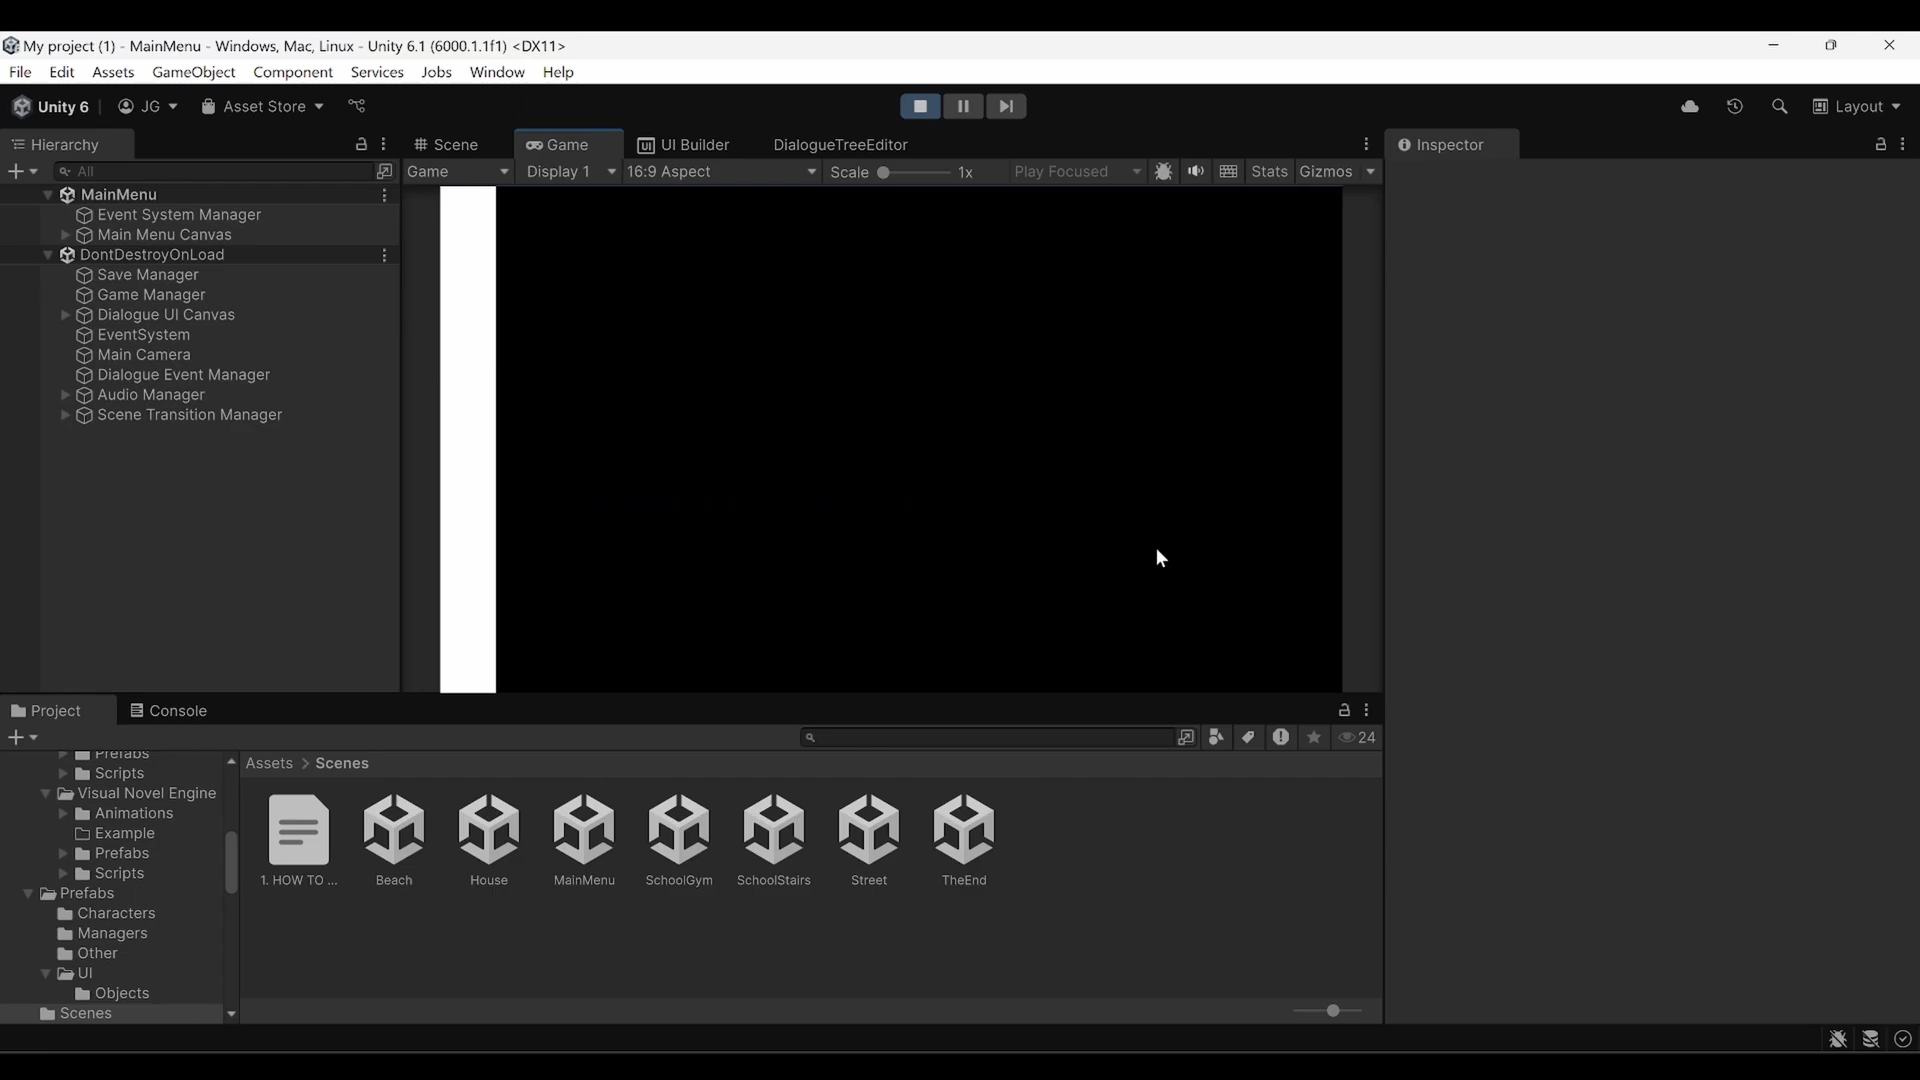 My project (1) - MainMenu - Windows, Mac, Linux - Unity 6.1 (6000.1.1f1) <DX11>
File Edit Assets GameObject Component Services Jobs Window Help
Unity 6 JG Asset Store Layout
Hierarchy Scene Game UI Builder DialogueTreeEditor Inspector
All Game Display 1 16:9 Aspect Scale 1x Play Focused Stats Gizmos
MainMenu
Event System Manager
Main Menu Canvas
DontDestroyOnLoad
Save Manager
Game Manager
Dialogue UI Canvas
EventSystem
Main Camera
Dialogue Event Manager
Audio Manager
Scene Transition Manager
Project Console
24
Prefabs
Scripts
Visual Novel Engine
Animations
Example
Prefabs
Scripts
Prefabs
Characters
Managers
Other
UI
Objects
Scenes
Assets > Scenes
1. HOW TO ... Beach House MainMenu SchoolGym SchoolStairs Street TheEnd